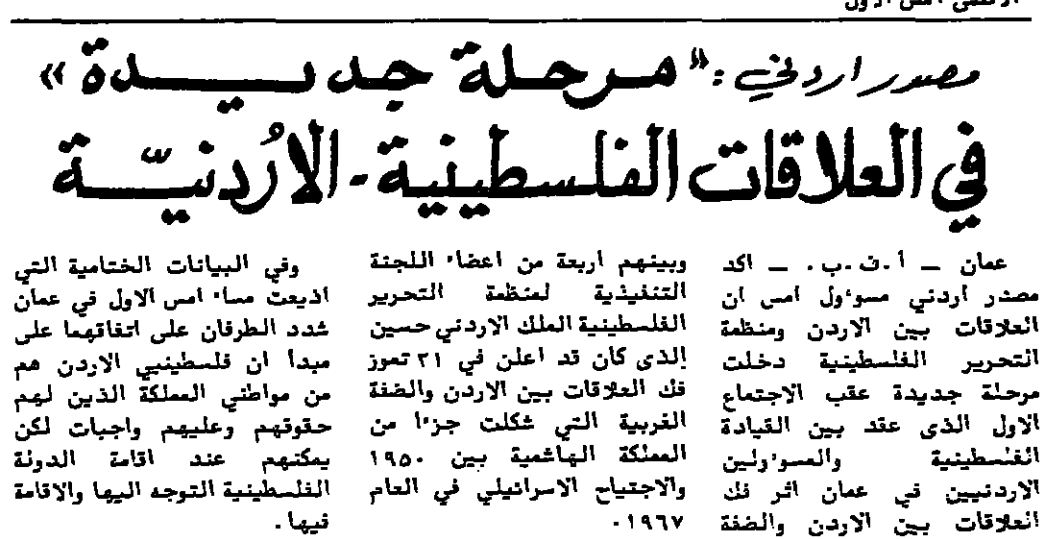 مصدر اردني: «مرحلة جديدة»
في العلاقات الفلسطينية - الاُردنيّة
عمان — أ.ف.ب. — اكد
مصدر اردني مسوءول امس ان
العلاقات بين الاردن ومنظمة
التحرير الفلسطينية دخلت
مرحلة جديدة عقب الاجتماع
الاول الذى عقد بين القيادة
الفلسطينية والمسوءولين
الاردنيين في عمان اثر فك
العلاقات بين الاردن والضفة
وبينهم اربعة من اعضاء اللجنة
التنفيذية لمنظمة التحرير
الفلسطينية الملك الاردني حسين
الذى كان قد اعلن في ٣١ تموز
فك العلاقات بين الاردن والضفة
الغربية التي شكلت جزءا من
المملكة الهاشمية بين ١٩٥٠
والاجتياح الاسرائيلي في العام
١٩٦٧.
وفي البيانات الختامية التي
اذيعت مساء امس الاول في عمان
شدد الطرفان على اتفاقهما على
مبدأ ان فلسطينيي الاردن هم
من مواطني المملكة الذين لهم
حقوقهم وعليهم واجبات لكن
يمكنهم عند اقامة الدولة
الفلسطينية التوجه اليها والاقامة
فيها.